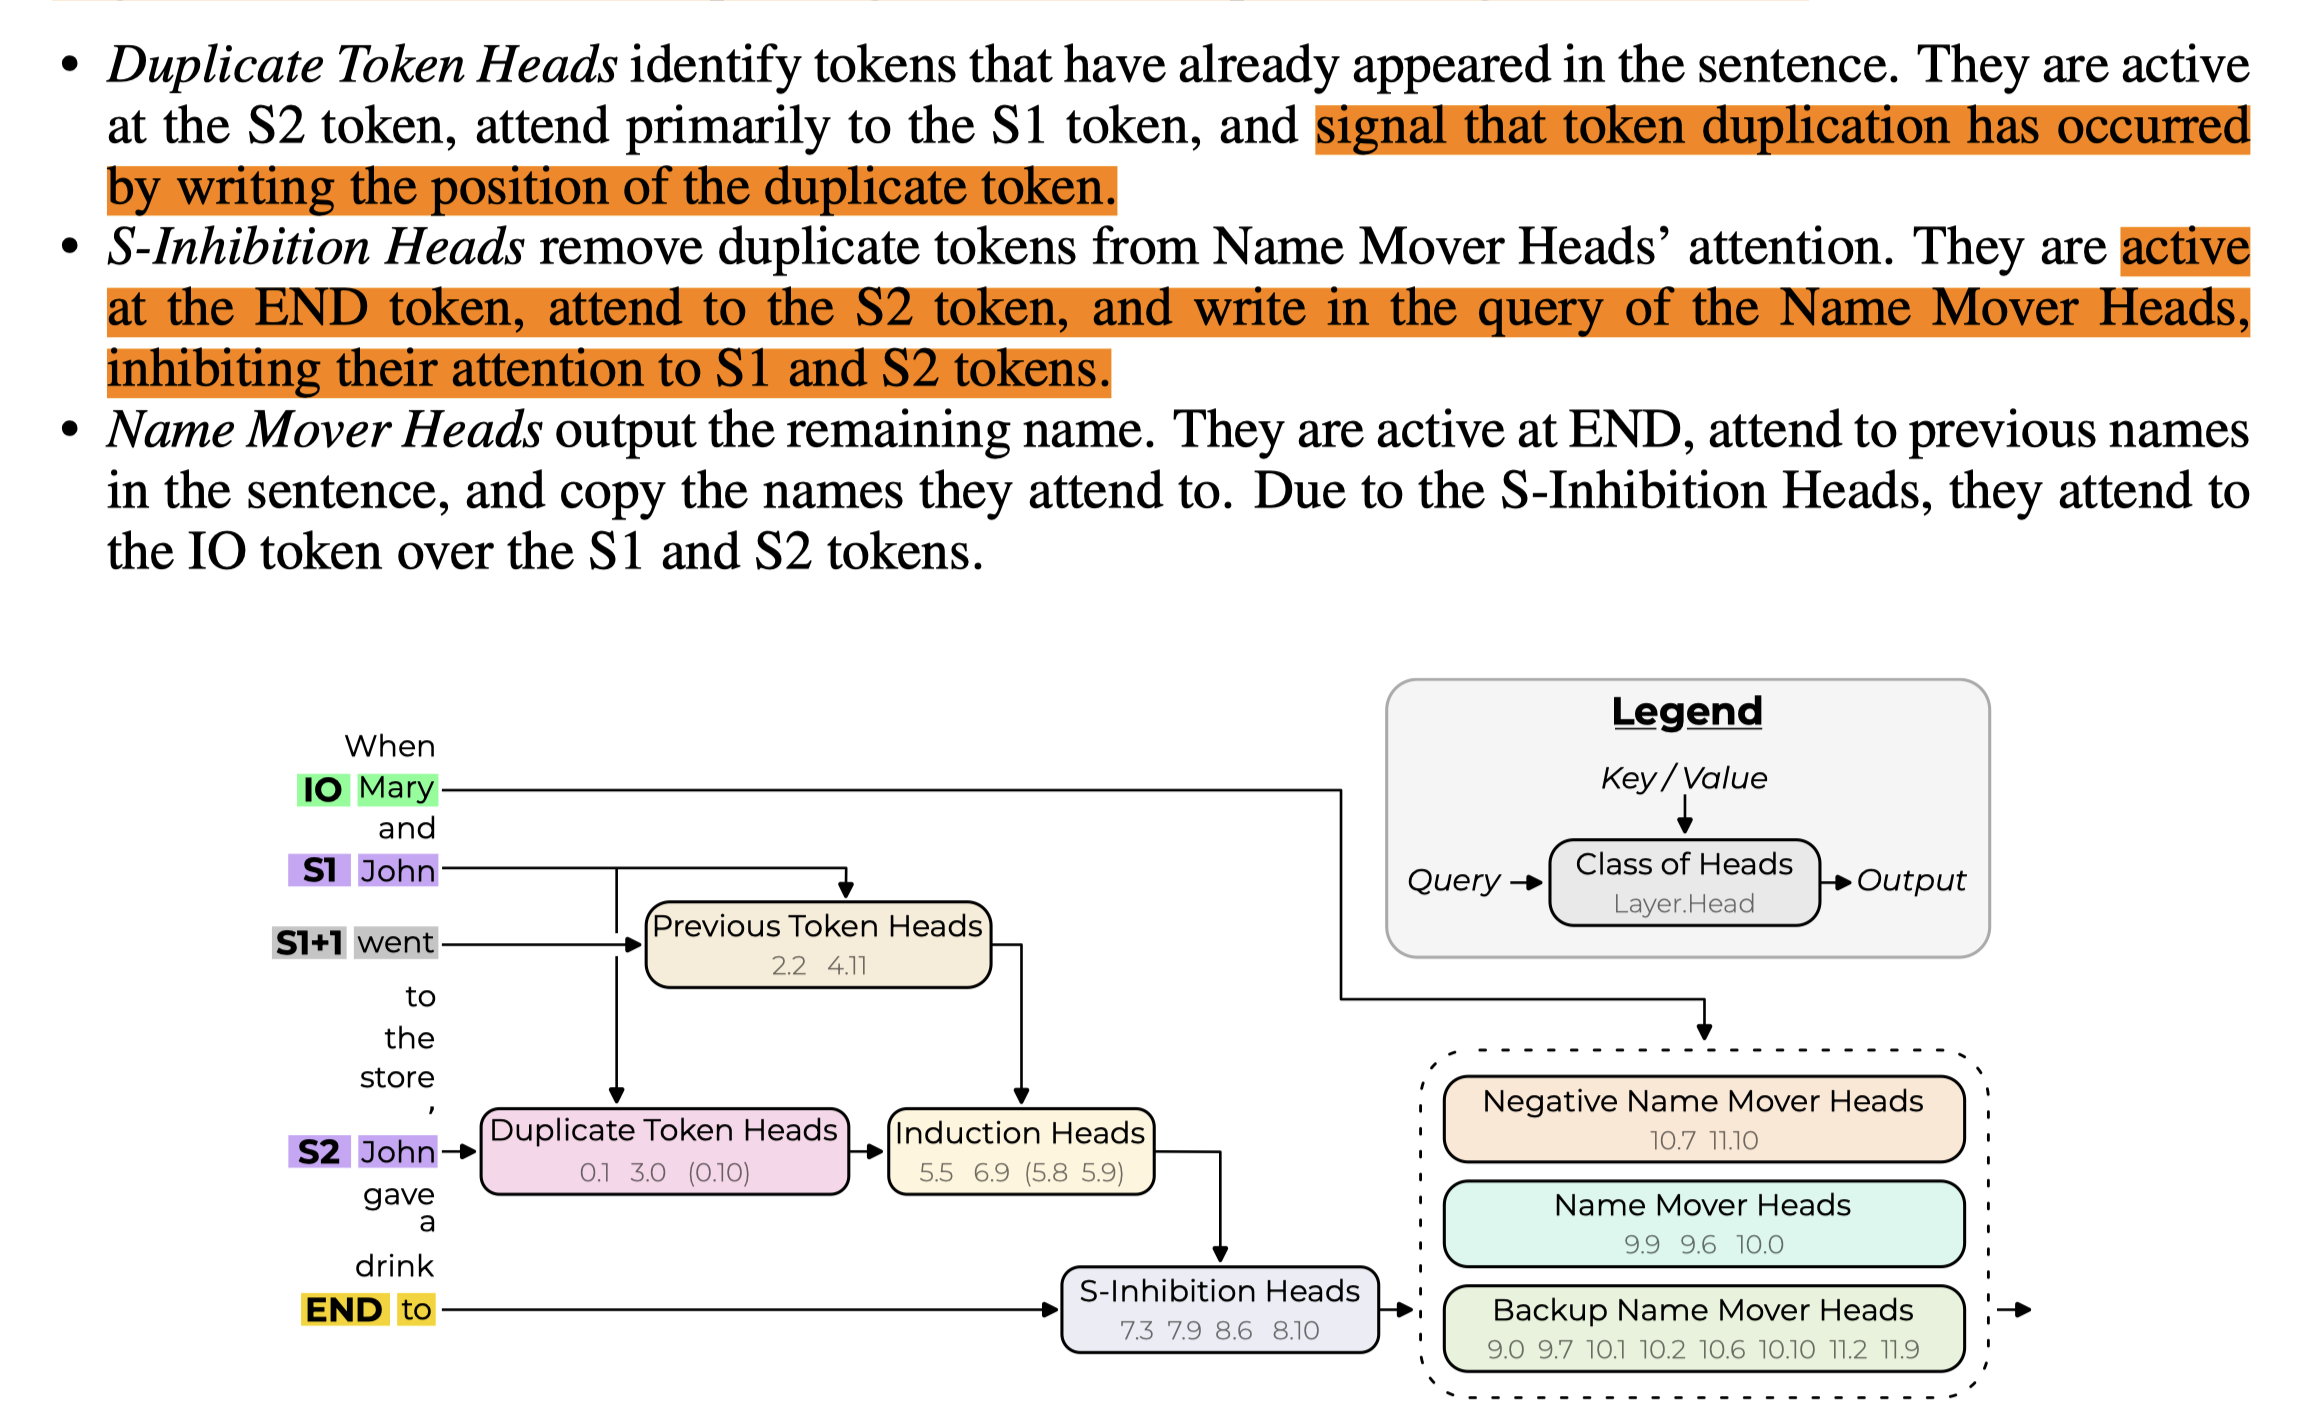 • Duplicate Token Heads identify tokens that have already appeared in the sentence. They are active
at the S2 token, attend primarily to the S1 token, and signal that token duplication has occurred
by writing the position of the duplicate token.
• S-Inhibition Heads remove duplicate tokens from Name Mover Heads’ attention. They are active
at the END token, attend to the S2 token, and write in the query of the Name Mover Heads,
inhibiting their attention to S1 and S2 tokens.
• Name Mover Heads output the remaining name. They are active at END, attend to previous names
in the sentence, and copy the names they attend to. Due to the S-Inhibition Heads, they attend to
the IO token over the S1 and S2 tokens.
Legend
Key / Value
Query
Class of Heads
Layer.Head
Output
When
IO Mary
and
S1 John
S1+1 went
to
the
store
,
S2 John
gave
a
drink
END to
Previous Token Heads
2.2 4.11
Duplicate Token Heads
0.1 3.0 (0.10)
Induction Heads
5.5 6.9 (5.8 5.9)
S-Inhibition Heads
7.3 7.9 8.6 8.10
Negative Name Mover Heads
10.7 11.10
Name Mover Heads
9.9 9.6 10.0
Backup Name Mover Heads
9.0 9.7 10.1 10.2 10.6 10.10 11.2 11.9